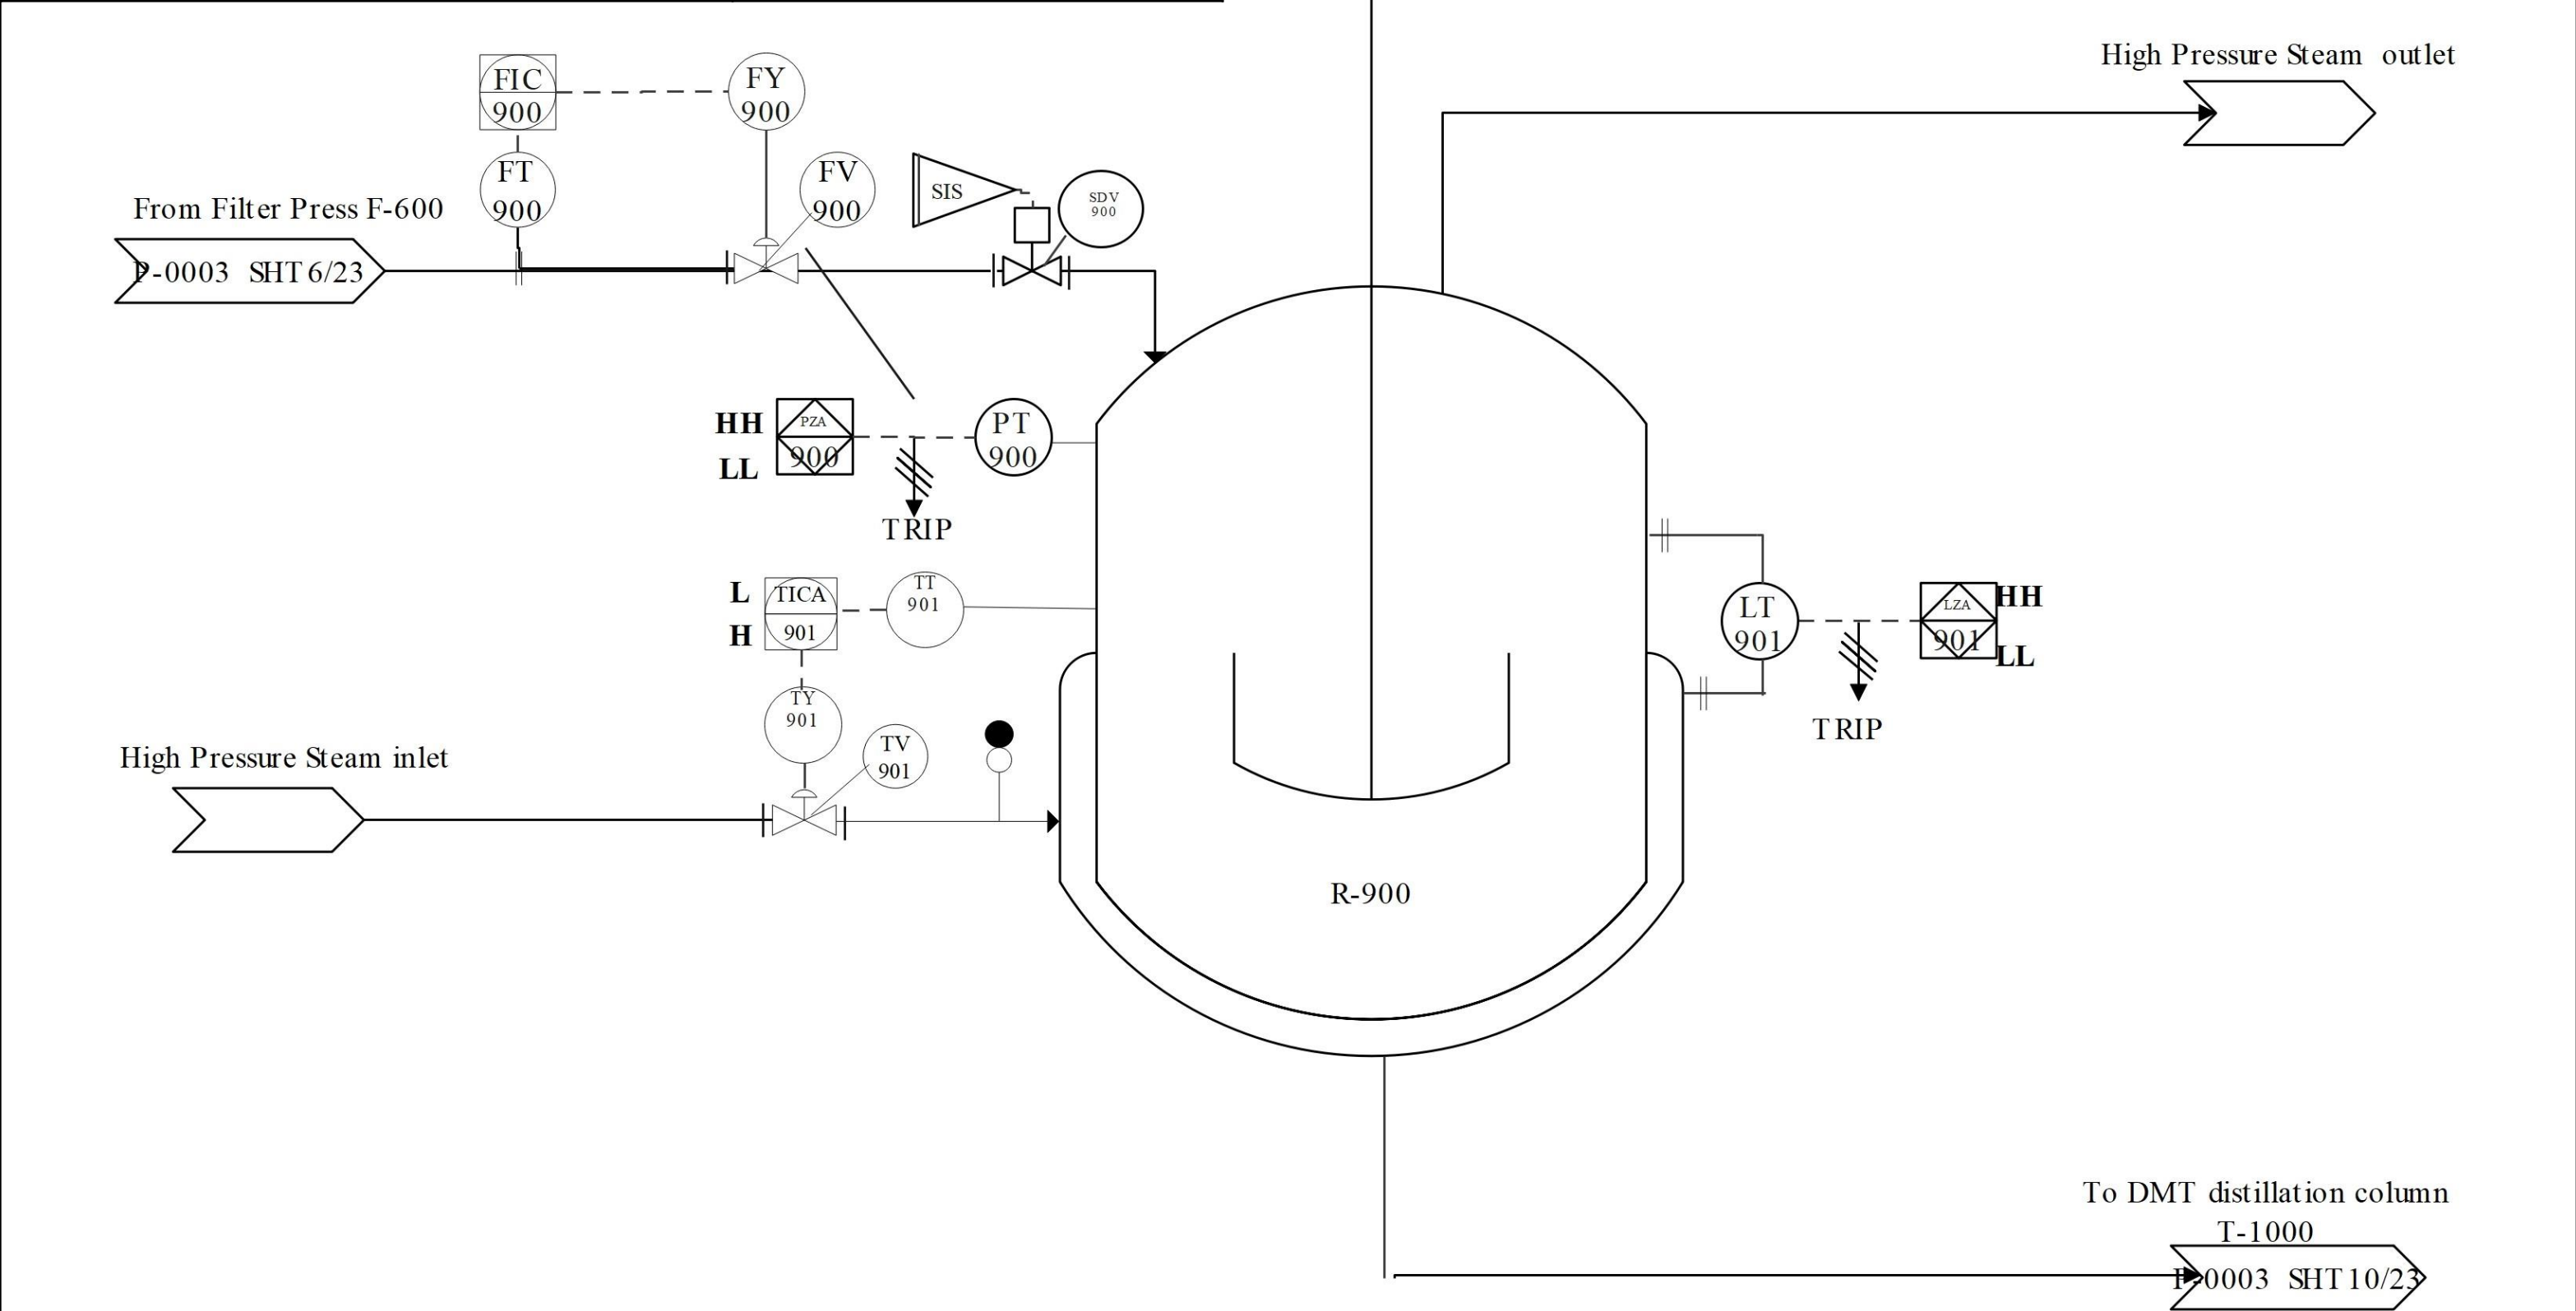 High Pressure Steam outlet
FIC
900
FY
900
FT
900
FV
900
SIS
SDV
900
From Filter Press F-600
P-0003 SHT 6/23
HH
LL
PZA
900
PT
900
TRIP
L
H
TICA
901
TT
901
LT
901
LZA
901
HH
LL
TRIP
TY
901
TV
901
High Pressure Steam inlet
R-900
To DMT distillation column
T-1000
P-0003 SHT 10/23